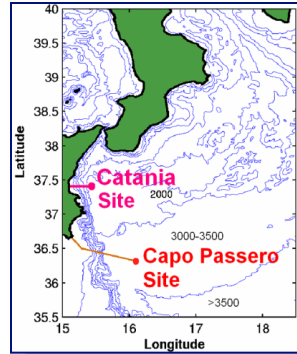 40
39.5
39
38.5
38
37.5
37
36.5
36
35.5
Latitude
Catania
Site
2000
3000-3500
Capo Passero
Site
>3500
15
16
17
18
Longitude